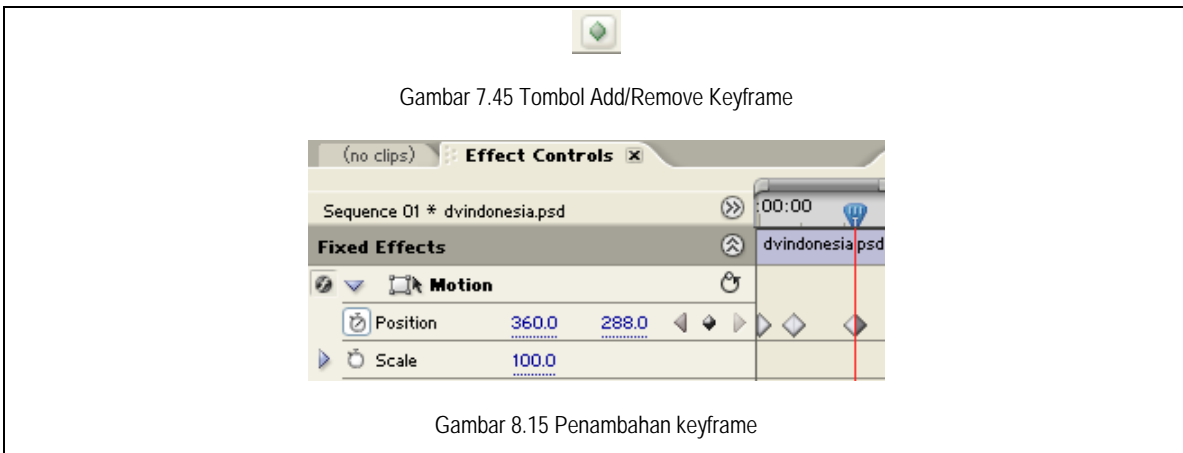 Gambar 7.45 Tombol Add/Remove Keyframe
(no clips) Effect Controls
Sequence 01 * dvindonesia.psd :00:00
Fixed Effects dvindonesia.psd
Motion
Position 360.0 288.0
Scale 100.0
Gambar 8.15 Penambahan keyframe